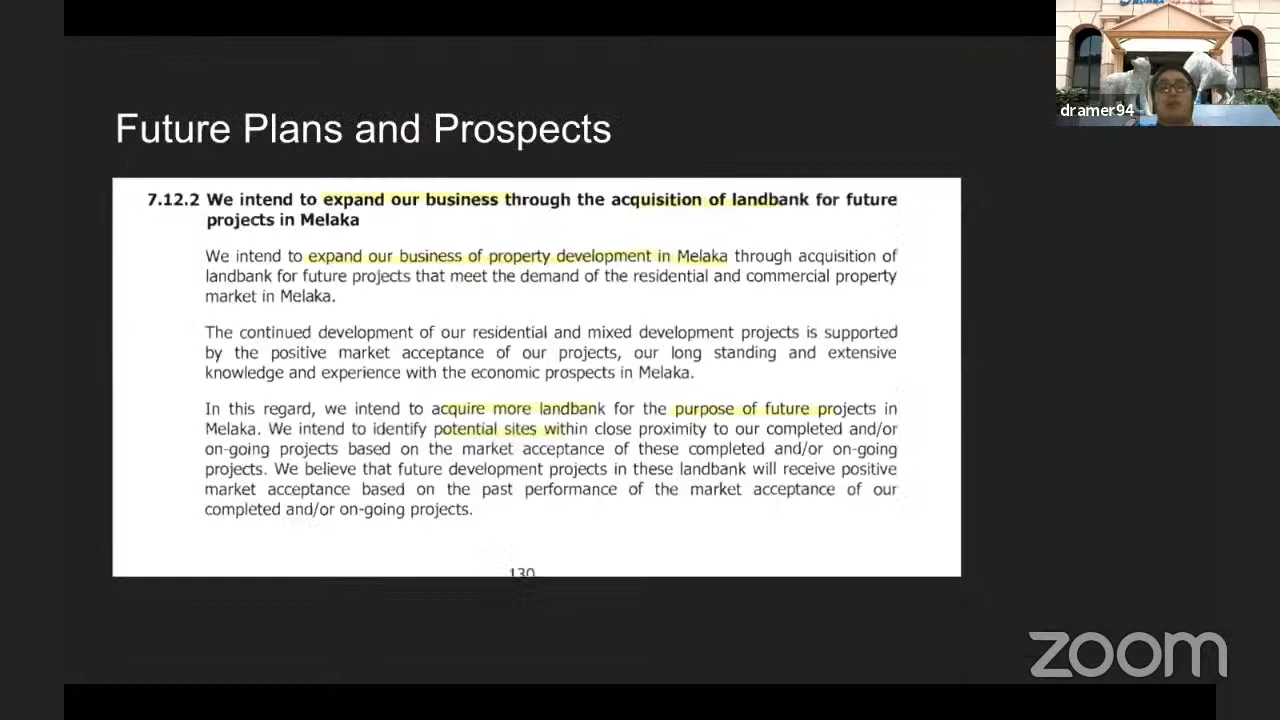 dramer94
Future Plans and Prospects
7.12.2 We intend to expand our business through the acquisition of landbank for future
projects in Melaka
We intend to expand our business of property development in Melaka through acquisition of
landbank for future projects that meet the demand of the residential and commercial property
market in Melaka.
The continued development of our residential and mixed development projects is supported
by the positive market acceptance of our projects, our long standing and extensive
knowledge and experience with the economic prospects in Melaka.
In this regard, we intend to acquire more landbank for the purpose of future projects in
Melaka. We intend to identify potential sites within close proximity to our completed and/or
on-going projects based on the market acceptance of these completed and/or on-going
projects. We believe that future development projects in these landbank will receive positive
market acceptance based on the past performance of the market acceptance of our
completed and/or on-going projects.
130
zoom